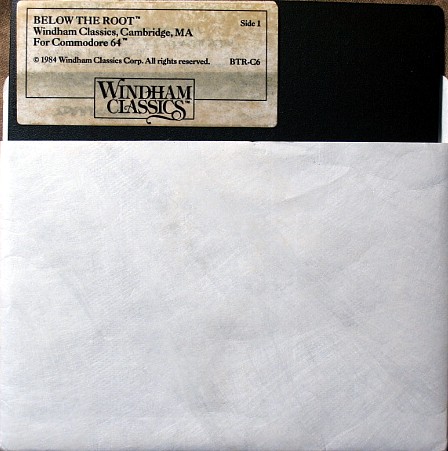 BELOW THE ROOT™
Side 1
Windham Classics, Cambridge, MA
For Commodore 64™
© 1984 Windham Classics Corp. All rights reserved.
BTR-C6
WINDHAM
CLASSICS™